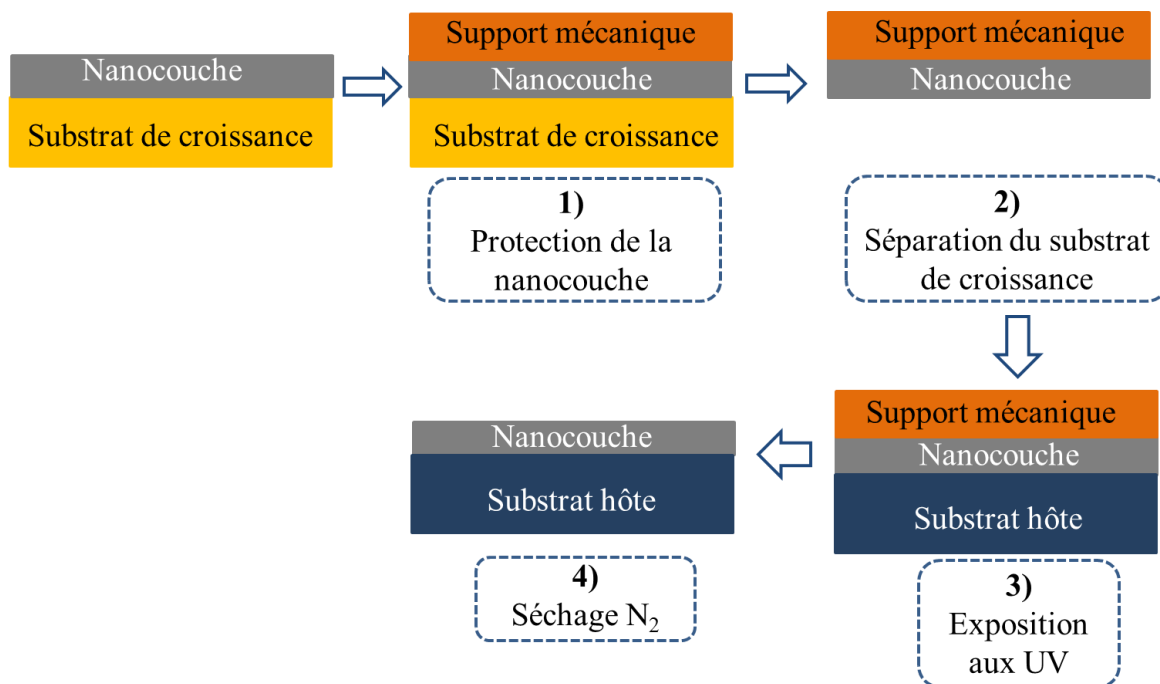 Nanocouche
Substrat de croissance
Support mécanique
Nanocouche
Substrat de croissance
1)
Protection de la
nanocouche
Support mécanique
Nanocouche
2)
Séparation du substrat
de croissance
Support mécanique
Nanocouche
Substrat hôte
3)
Exposition
aux UV
Nanocouche
Substrat hôte
4)
Séchage N₂